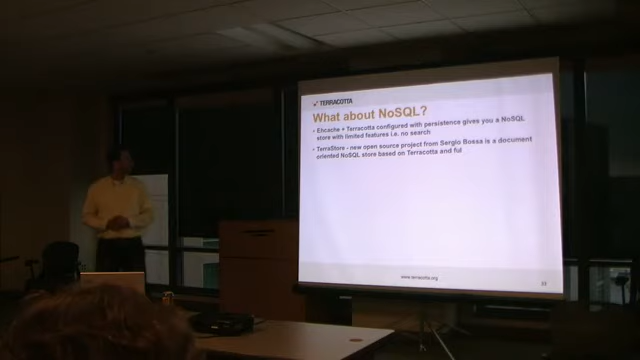 TERRACOTTA
What about NoSQL?
• Ehcache + Terracotta configured with persistence gives you a NoSQL
store with limited features i.e. no search
• TerraStore - new open source project from Sergio Bossa is a document
oriented NoSQL store based on Terracotta and ful
www.terracotta.org